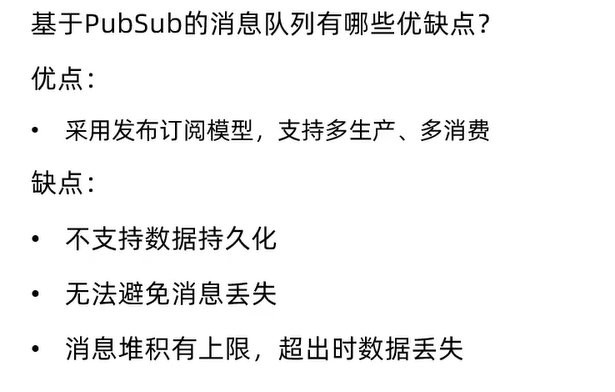 基于PubSub的消息队列有哪些优缺点？
优点：
• 采用发布订阅模型，支持多生产、多消费
缺点：
• 不支持数据持久化
• 无法避免消息丢失
• 消息堆积有上限，超出时数据丢失